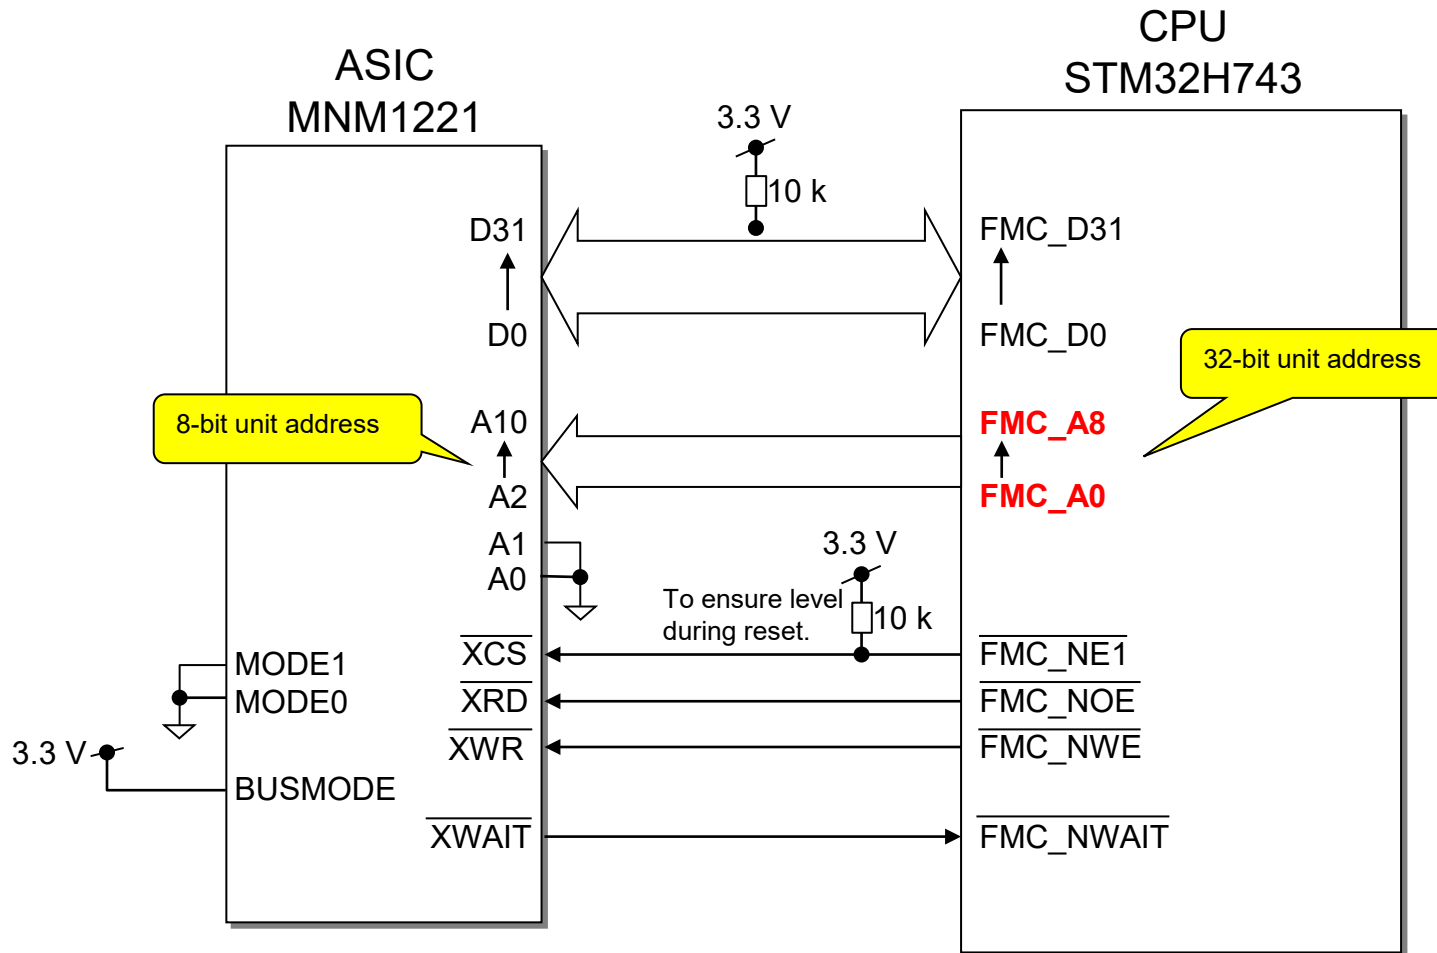 CPU
STM32H743
ASIC
MNM1221
3.3 V
10 k
D31
D0
FMC_D31
FMC_D0
32-bit unit address
8-bit unit address
A10
A2
FMC_A8
FMC_A0
A1
A0
3.3 V
To ensure level
during reset.
10 k
MODE1
MODE0
3.3 V
BUSMODE
XCS
XRD
XWR
XWAIT
FMC_NE1
FMC_NOE
FMC_NWE
FMC_NWAIT